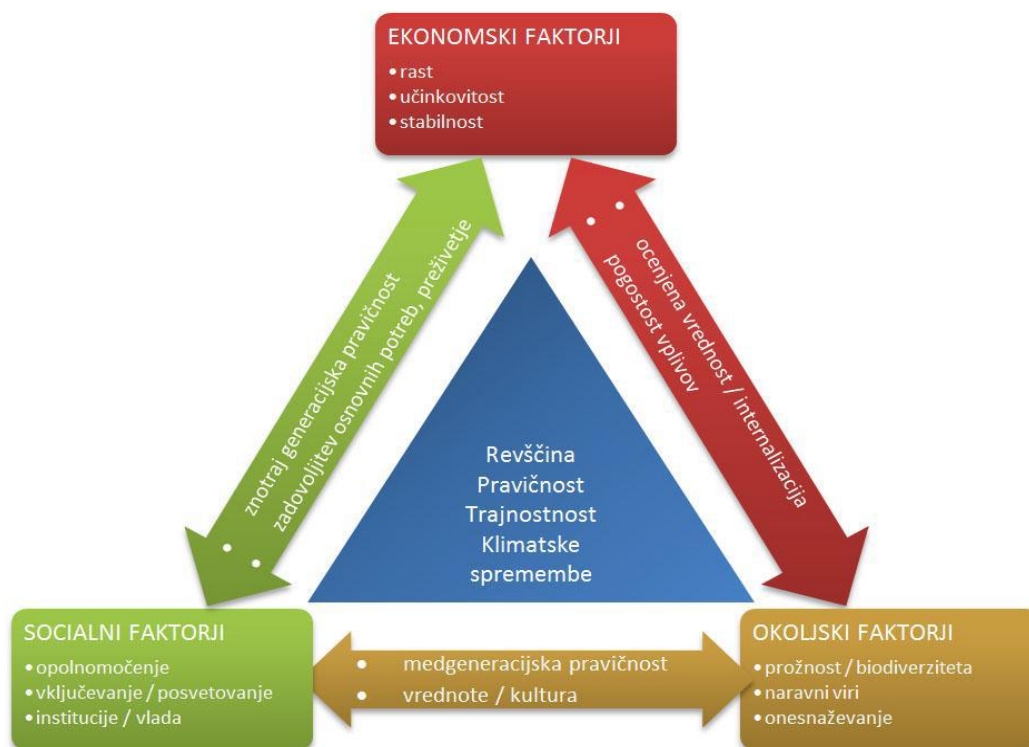 EKONOMSKI FAKTORJI
• rast
• učinkovitost
• stabilnost
• znotraj generacijska pravičnost
• zadovoljitev osnovnih potreb, preživetje
• ocenjena vrednost / internalizacija
• pogostost vplivov
Revščina
Pravičnost
Trajnostnost
Klimatske
spremembe
SOCIALNI FAKTORJI
• opolnomočenje
• vključevanje / posvetovanje
• institucije / vlada
• medgeneracijska pravičnost
• vrednote / kultura
OKOLJSKI FAKTORJI
• prožnost / biodiverziteta
• naravni viri
• onesnaževanje